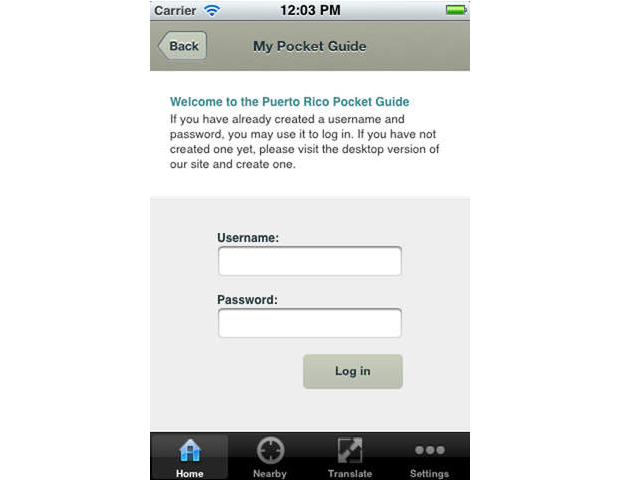 Carrier 12:03 PM
Back My Pocket Guide
Welcome to the Puerto Rico Pocket Guide
If you have already created a username and
password, you may use it to log in. If you have not
created one yet, please visit the desktop version of
our site and create one.
Username:
Password:
Log in
Home Nearby Translate Settings